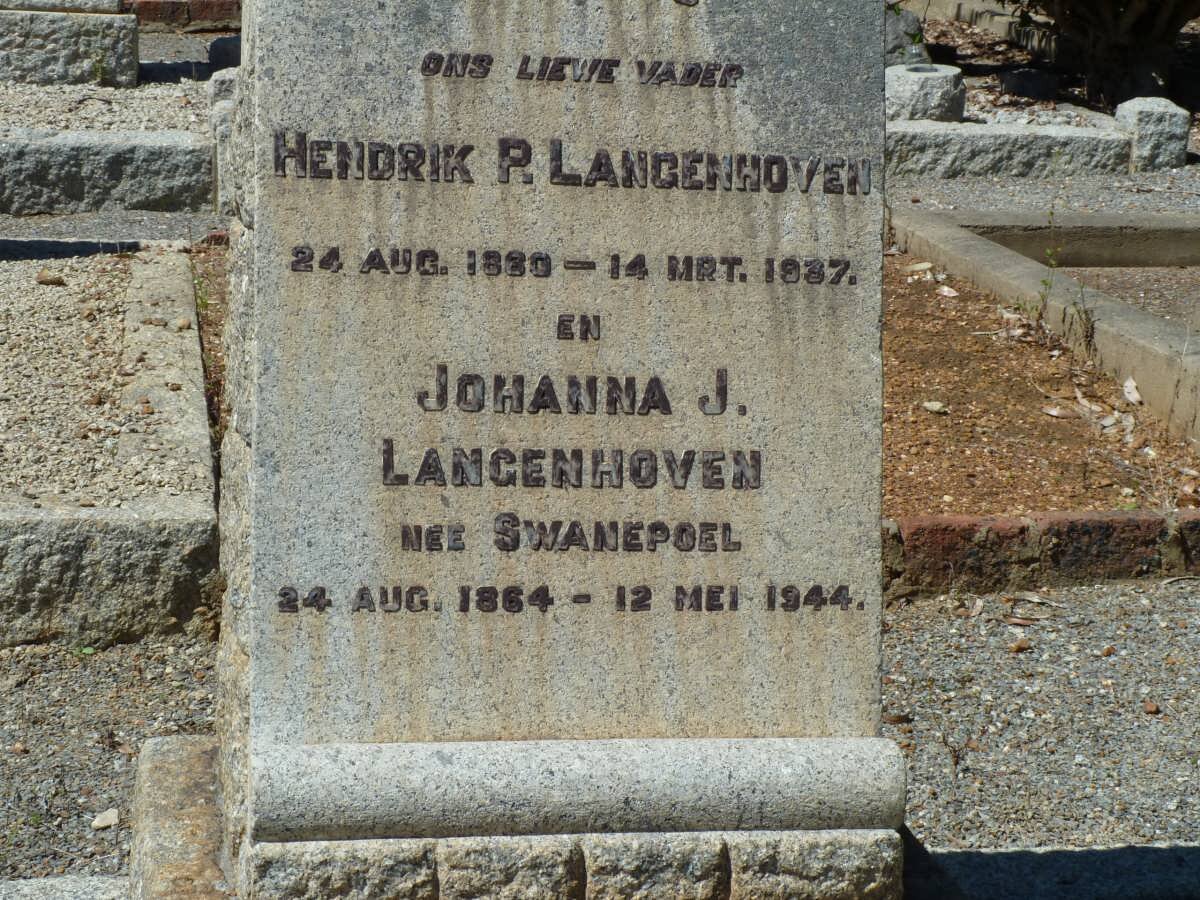 ONS LIEWE VADER
HENDRIK P. LANGENHOVEN
24 AUG. – 14 MRT. 1937.
EN
JOHANNA J.
LANGENHOVEN
NEE SWANEPOEL
24 AUG. 1864 - 12 MEI 1944.